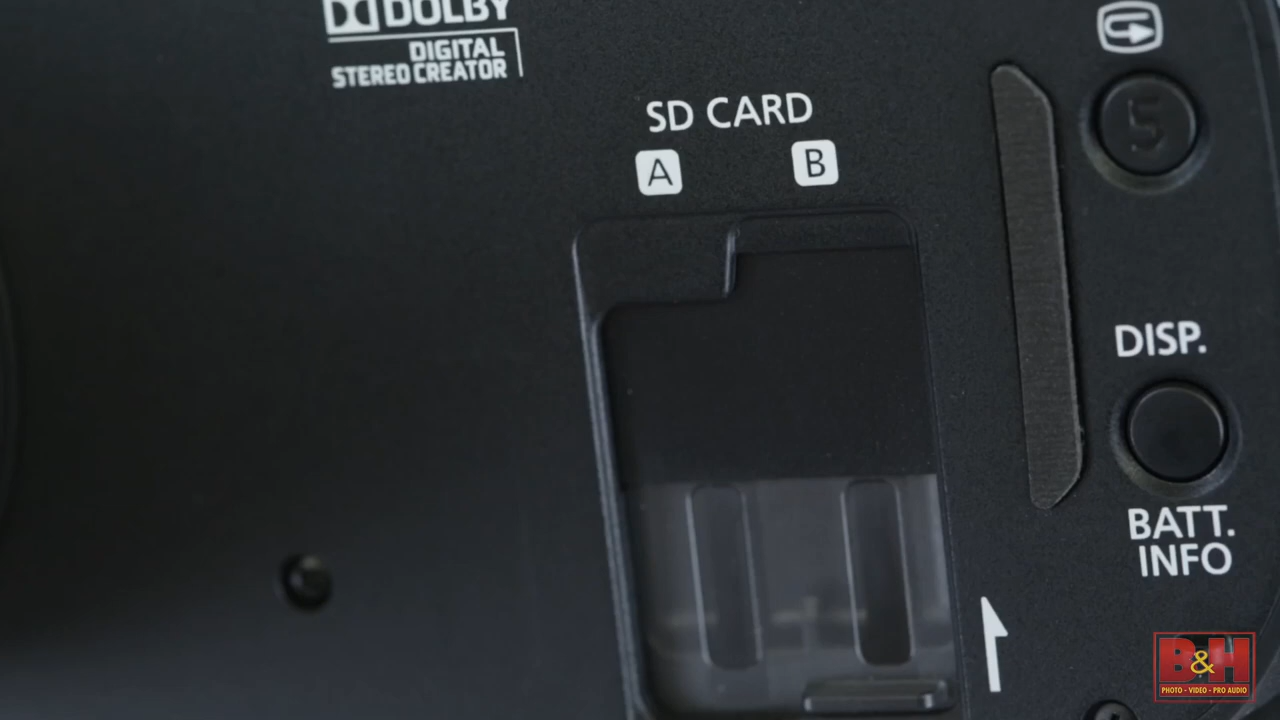 DOLBY
DIGITAL
STEREO CREATOR
SD CARD
A B
5
DISP.
BATT.
INFO
B&H
PHOTO - VIDEO - PRO AUDIO